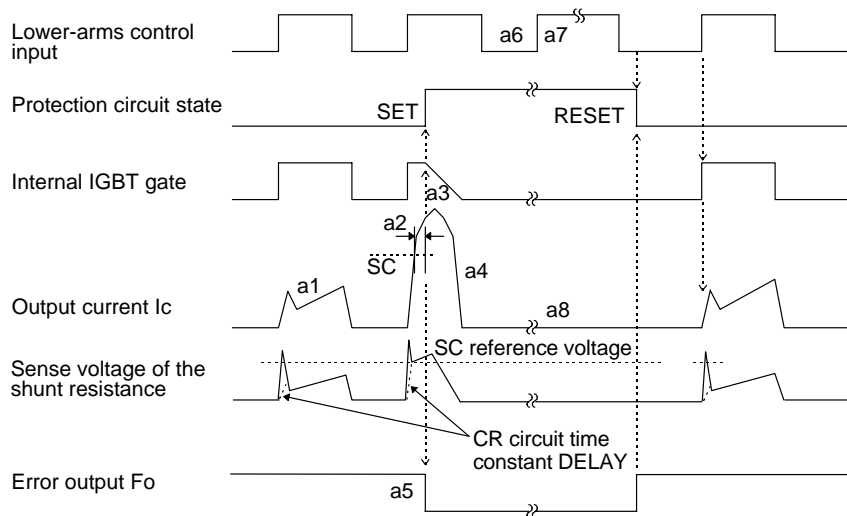 Lower-arms control
input
a6
a7
Protection circuit state
SET
RESET
Internal IGBT gate
a3
a2
SC
a4
Output current Ic
a1
a8
SC reference voltage
Sense voltage of the
shunt resistance
CR circuit time
constant DELAY
Error output Fo
a5